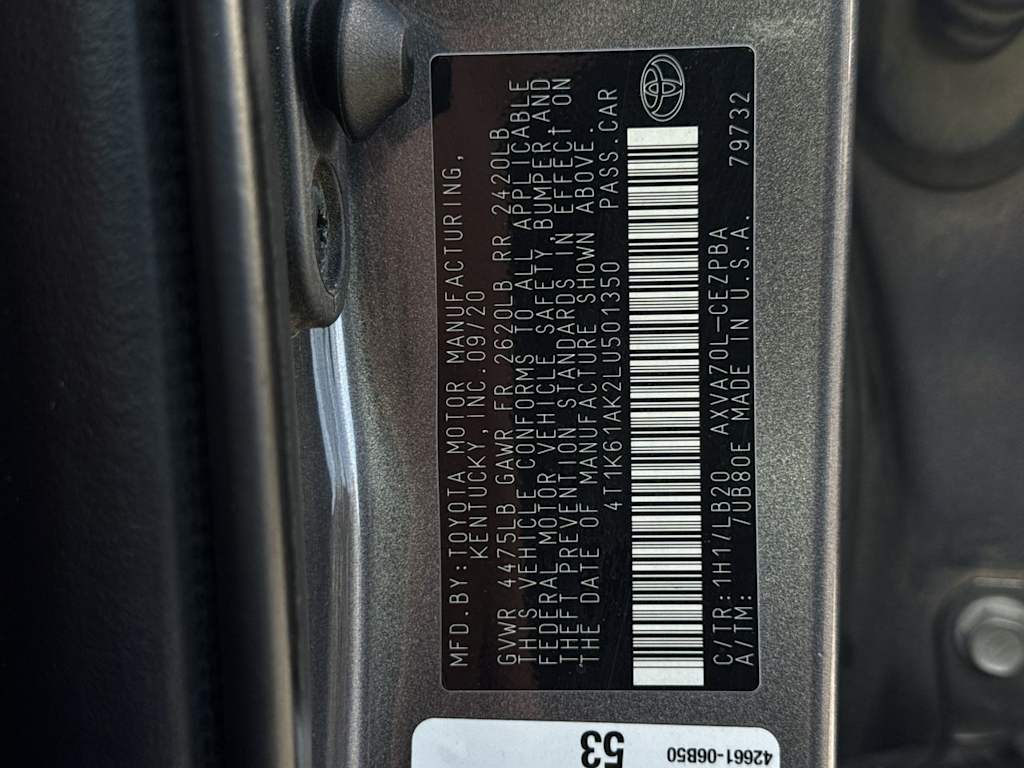 MFD.BY:TOYOTA MOTOR MANUFACTURING,
KENTUCKY,INC.09/20
GVWR 4475LB GAWR FR 2620LB RR 2420LB
THIS VEHICLE CONFORMS TO ALL APPLICABLE
FEDERAL MOTOR VEHICLE SAFETY, BUMPER,AND
THEFT PREVENTION STANDARDS IN EFFECT ON
THE DATE OF MANUFACTURE SHOWN ABOVE.
4T1K61AK2LU501350 PASS.CAR
C/TR:1H1/LB20 AXVA70L-CEZPBA
A/TM: /UB80E MADE IN U.S.A. 79732
53
42661-06B50